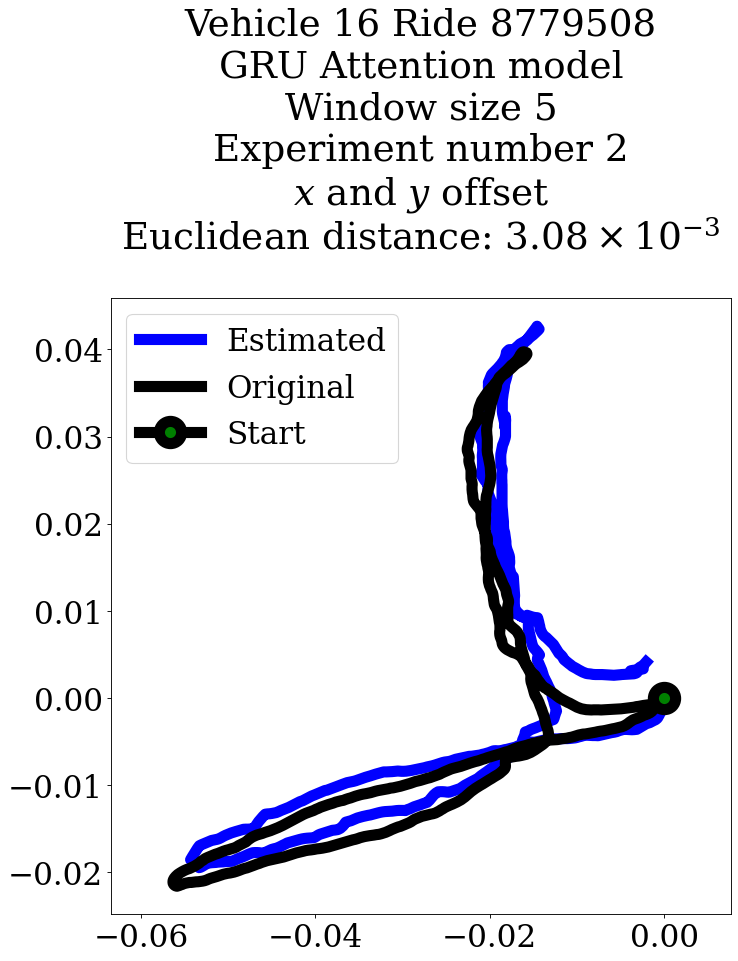 Vehicle 16 Ride 8779508
GRU Attention model
Window size 5
Experiment number 2
x and y offset
Euclidean distance: 3.08 × 10⁻³
Estimated
Original
Start
0.04
0.03
0.02
0.01
0.00
−0.01
−0.02
−0.06 −0.04 −0.02 0.00